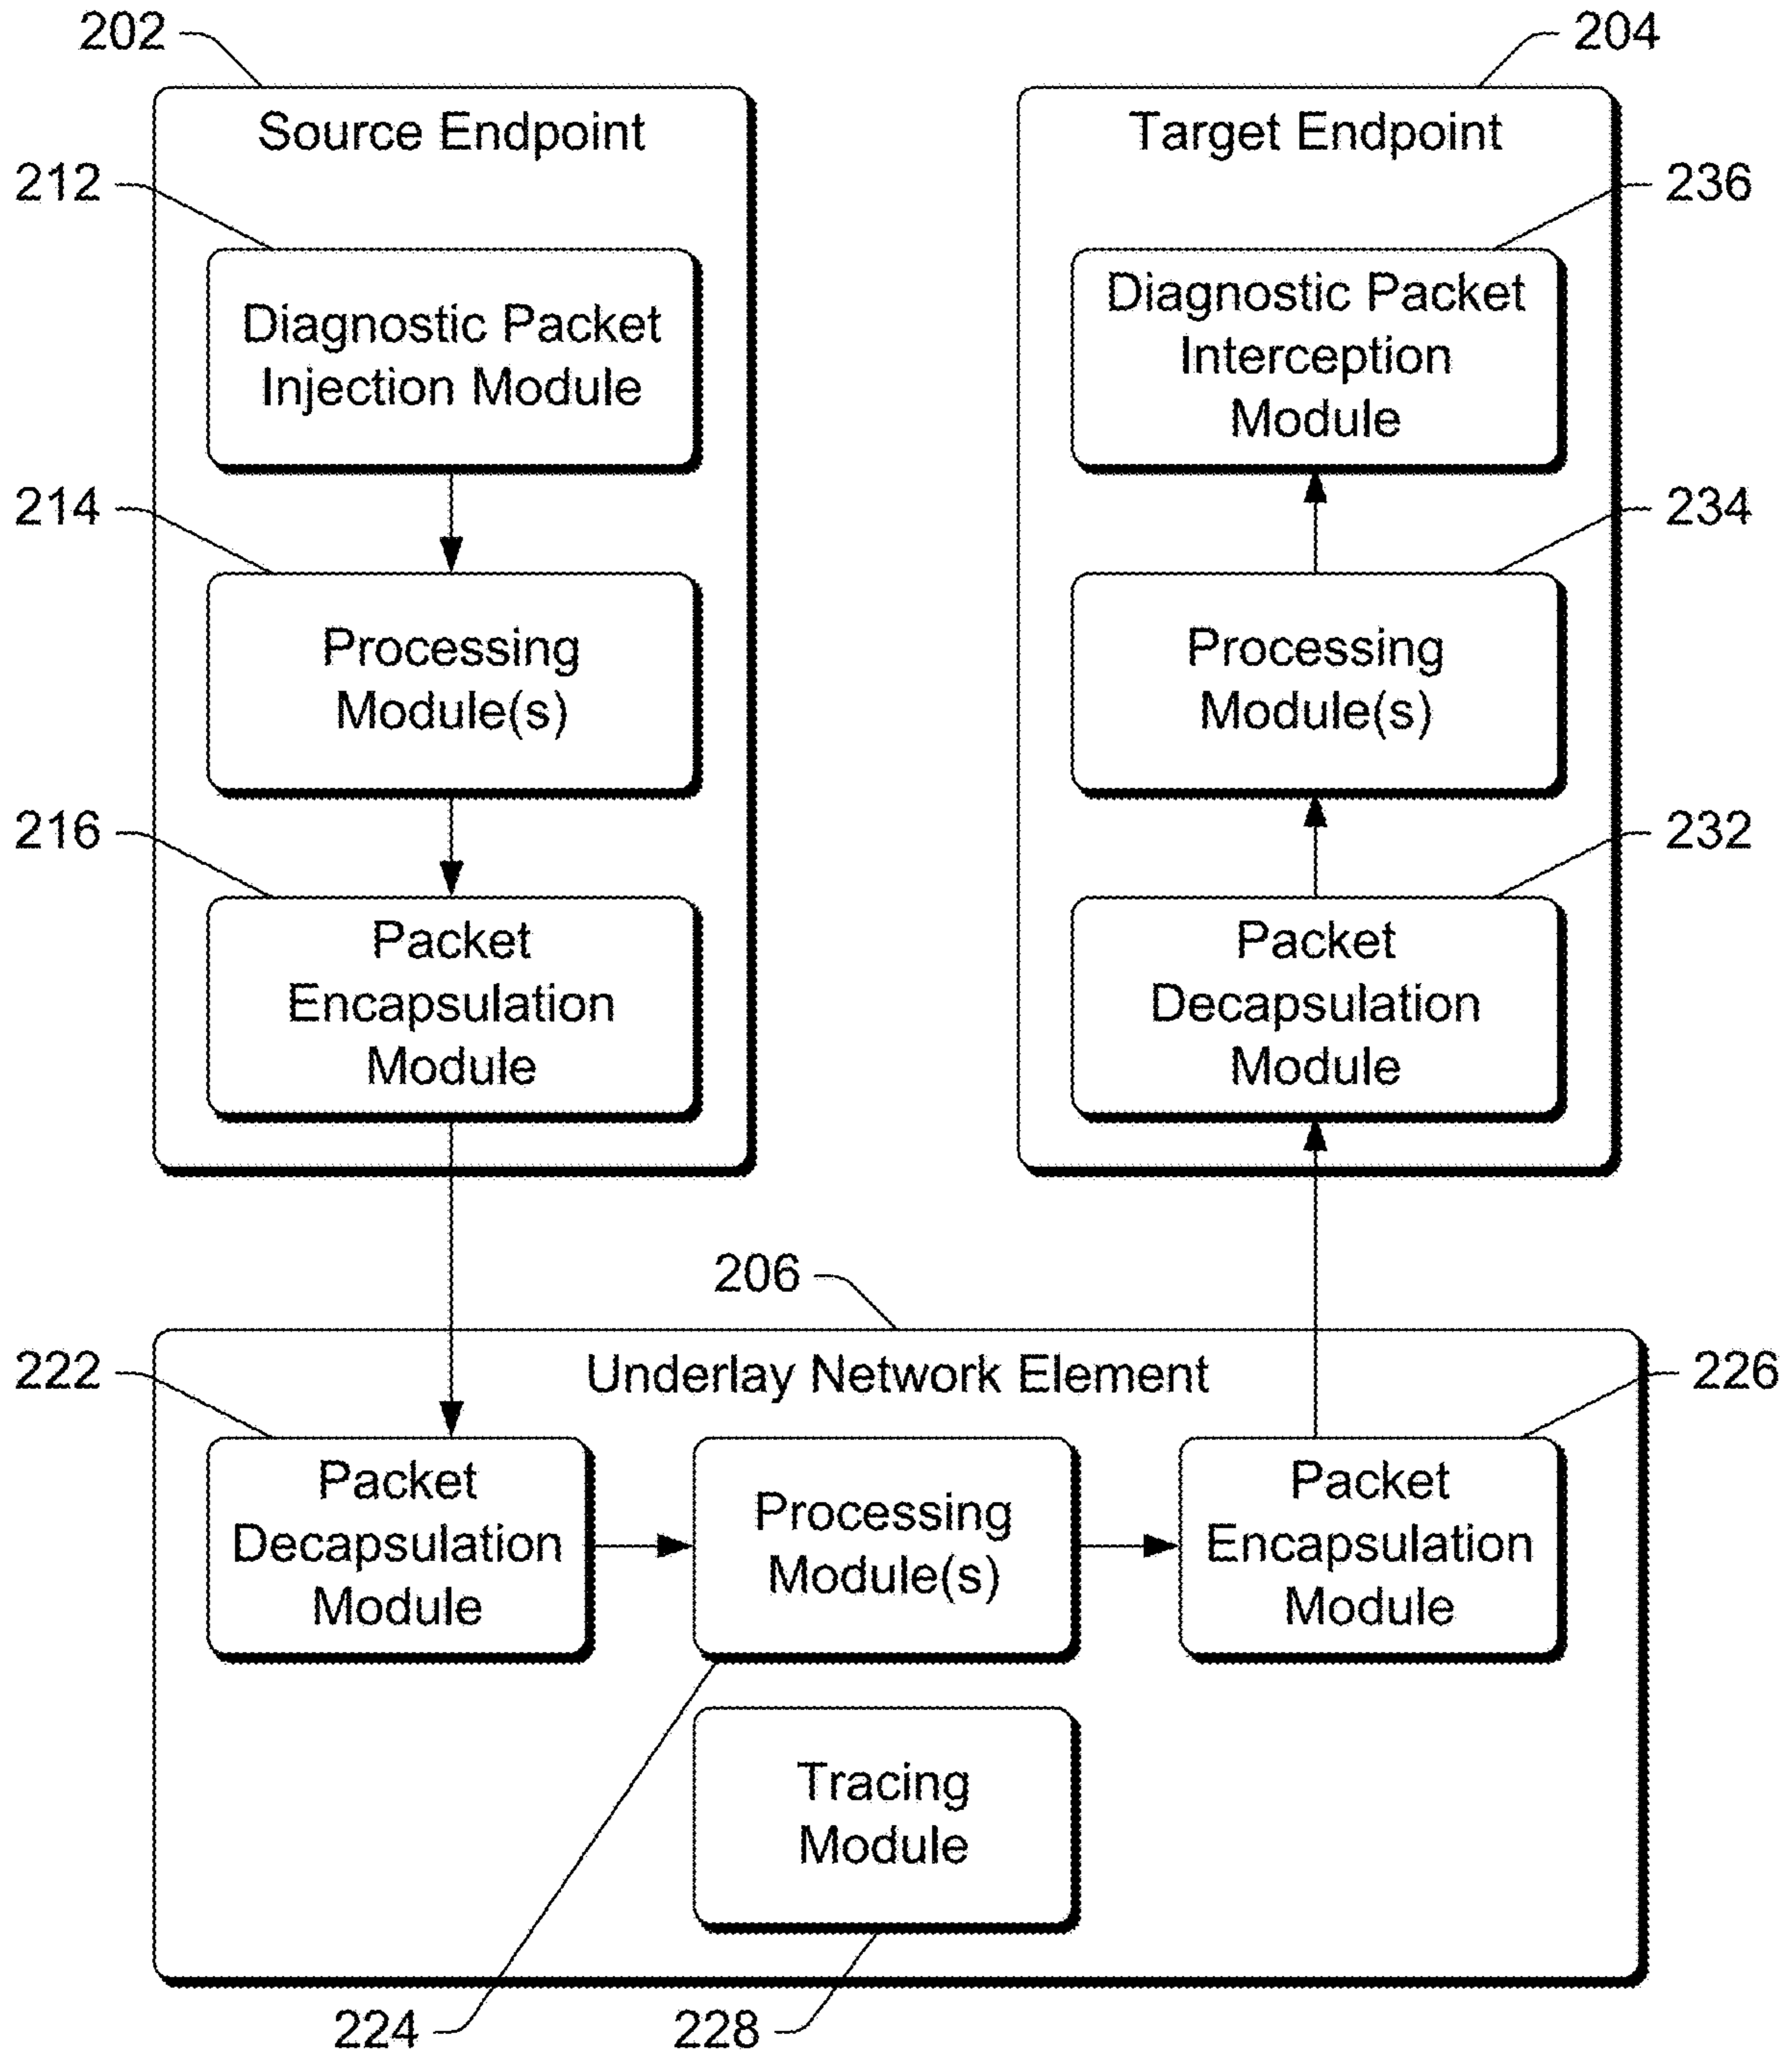 202
204
Source Endpoint
Target Endpoint
212
236
Diagnostic Packet
Injection Module
Diagnostic Packet
Interception
Module
214
234
Processing
Module(s)
Processing
Module(s)
216
232
Packet
Encapsulation
Module
Packet
Decapsulation
Module
206
222
Underlay Network Element
226
Packet
Decapsulation
Module
Processing
Module(s)
Packet
Encapsulation
Module
Tracing
Module
224
228